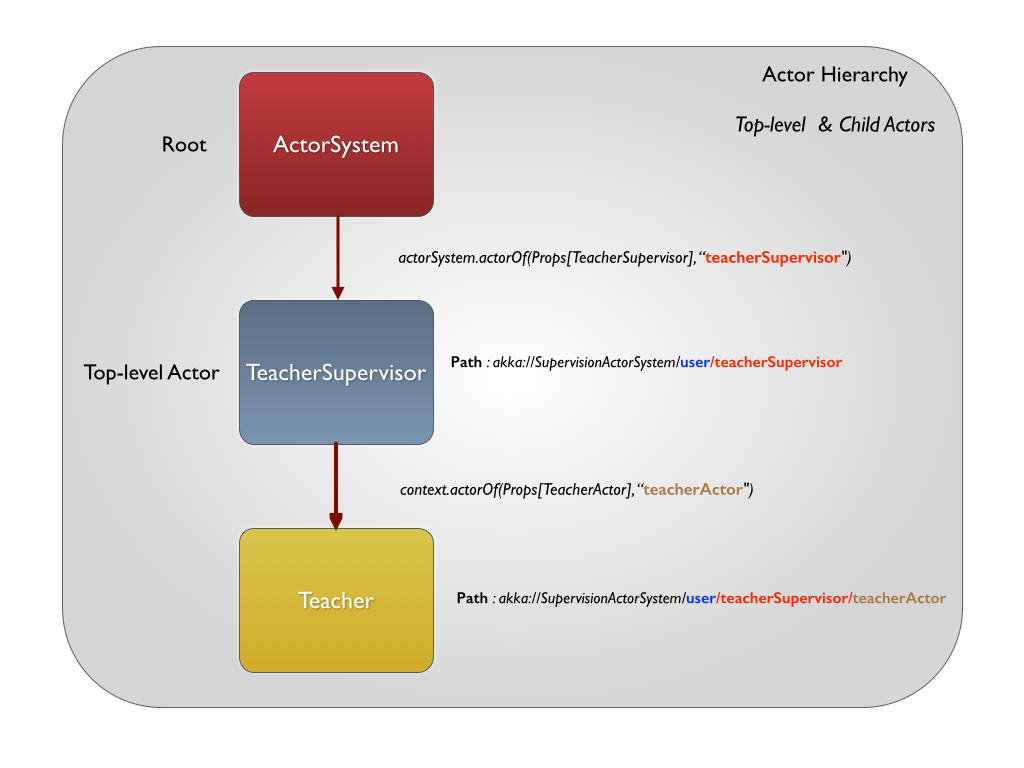 Actor Hierarchy
Top-level & Child Actors
Root
ActorSystem
actorSystem.actorOf(Props[TeacherSupervisor],“teacherSupervisor")
Top-level Actor
TeacherSupervisor
Path : akka://SupervisionActorSystem/user/teacherSupervisor
context.actorOf(Props[TeacherActor],“teacherActor")
Teacher
Path : akka://SupervisionActorSystem/user/teacherSupervisor/teacherActor